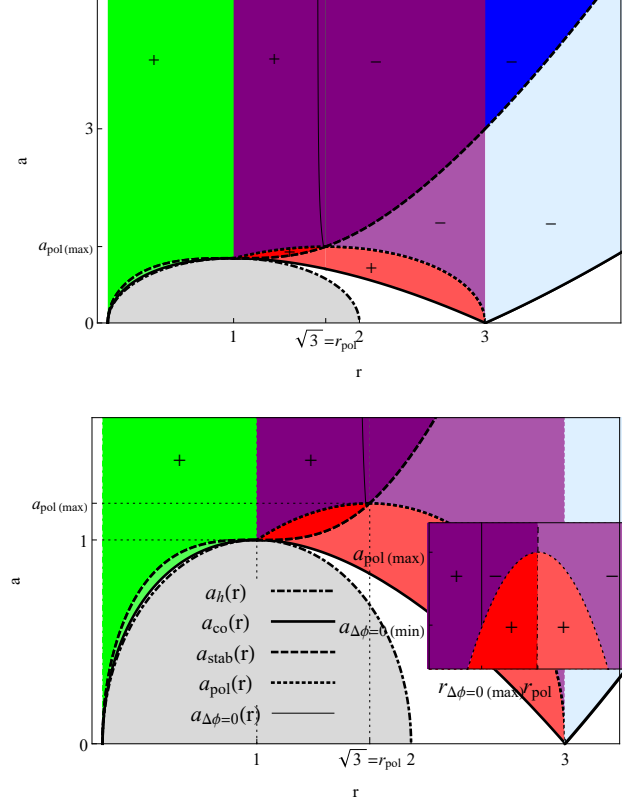 +
+
−
−
3
a
−
−
a_pol(max)
+
+
0
1
√3 = r_pol
2
3
r
+
+
a_pol(max)
1
a_pol(max)
a
+
−
−
a_h(r)
a_co(r)
a_Δϕ=0 (min)
+
+
a_stab(r)
a_pol(r)
r_Δϕ=0 (max)
r_pol
a_Δϕ=0(r)
0
1
√3 = r_pol
2
3
r